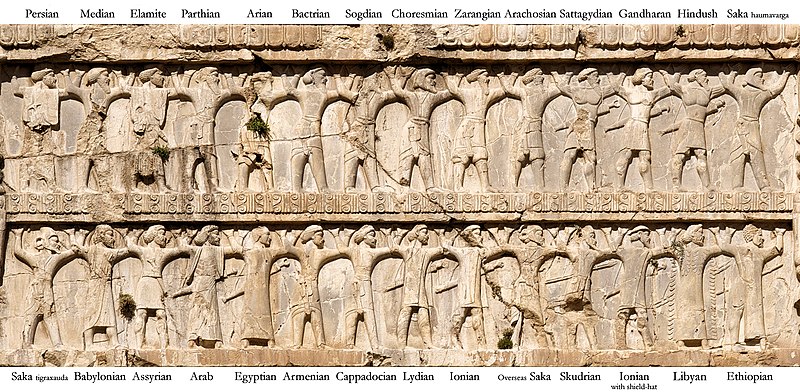 Persian Median Elamite Parthian Arian Bactrian Sogdian Choresmian Zarangian Arachosian Sattagydian Gandharan Hindush Saka haumavarga
Saka tigraxauda Babylonian Assyrian Arab Egyptian Armenian Cappadocian Lydian Ionian Overseas Saka Skudrian Ionian Libyan Ethiopian
with shield-hat